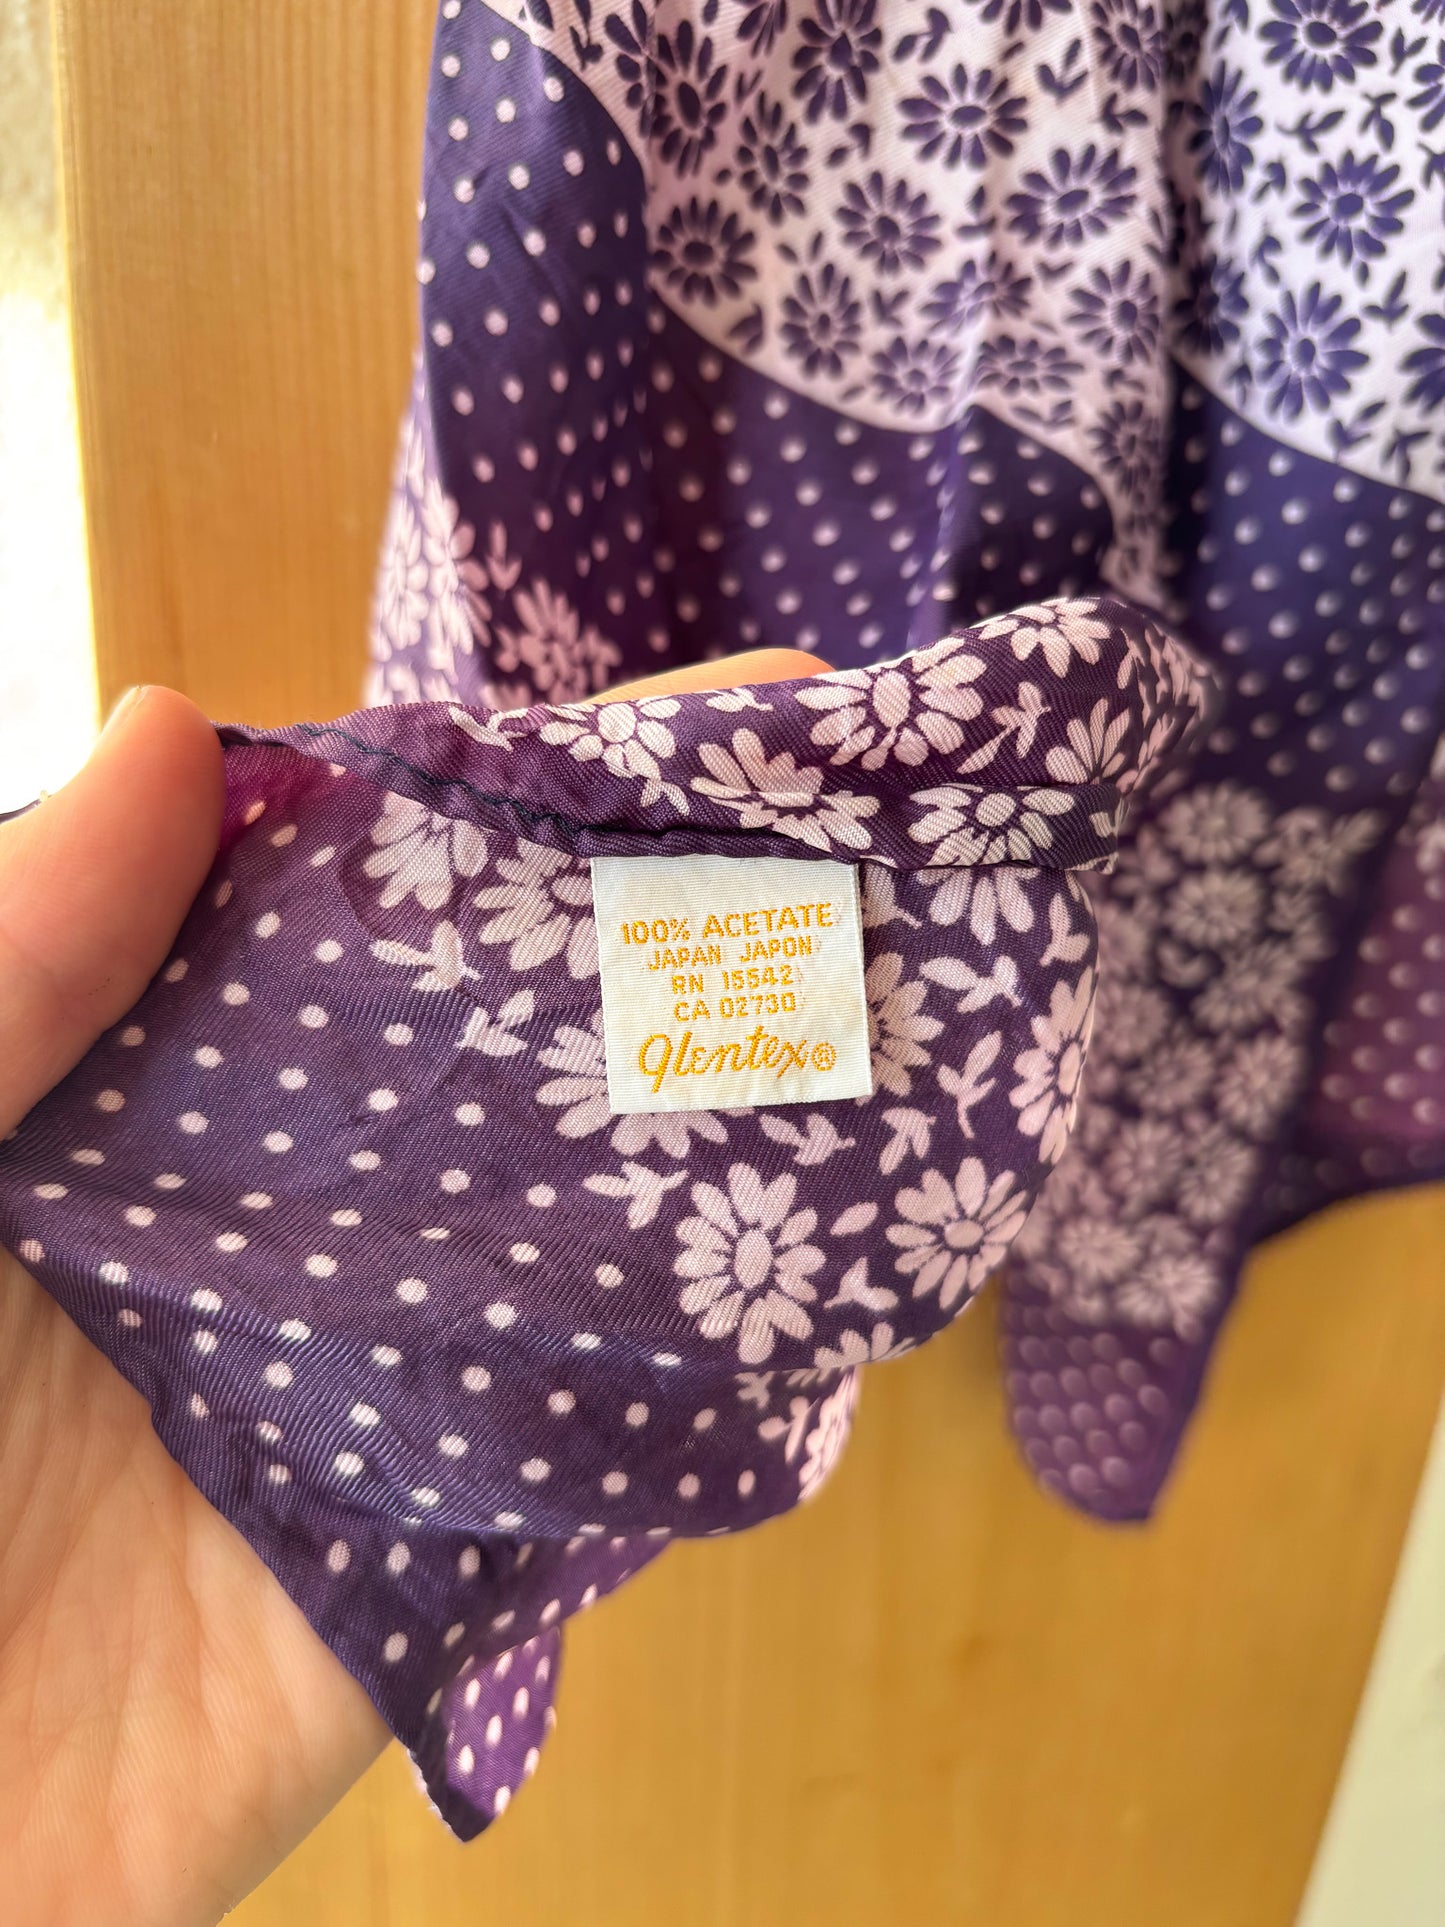 100% ACETATE
JAPAN JAPON
RN 15542
CA 02730
glentex®